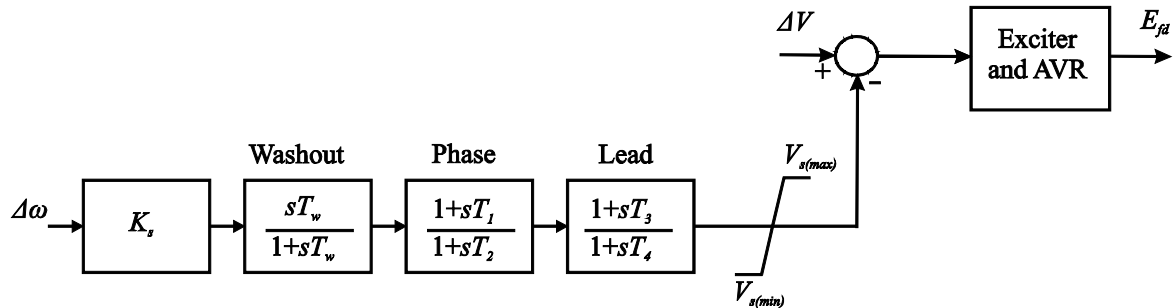 ΔV
+
-
Exciter
and AVR
E_fd
Washout
Phase
Lead
V_s(max)
Δω
K_s
sT_w
1+sT_w
1+sT_1
1+sT_2
1+sT_3
1+sT_4
V_s(min)